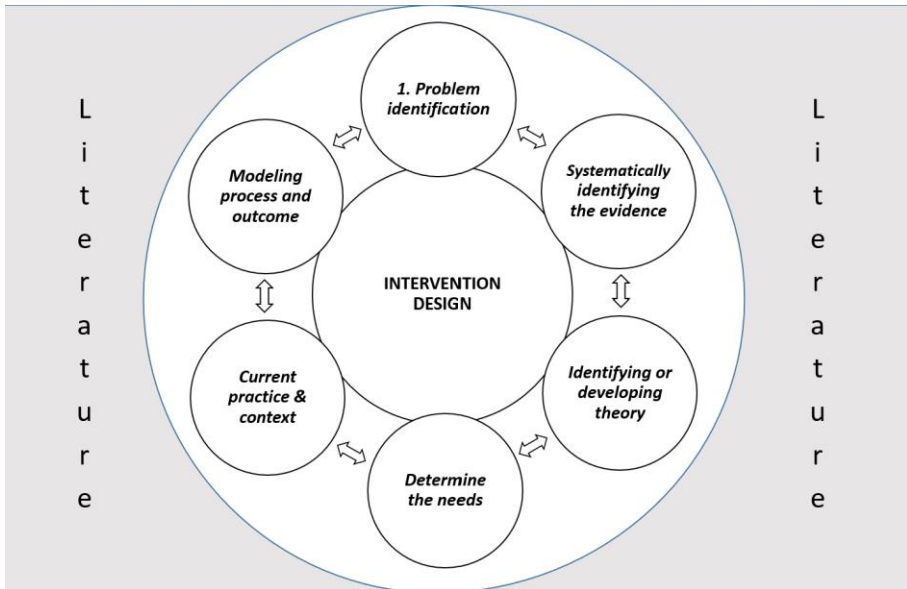 L
i
t
e
r
a
t
u
r
e
1. Problem
identification
Systematically
identifying
the evidence
Identifying or
developing
theory
Determine
the needs
Current
practice &
context
Modeling
process and
outcome
INTERVENTION
DESIGN
L
i
t
e
r
a
t
u
r
e